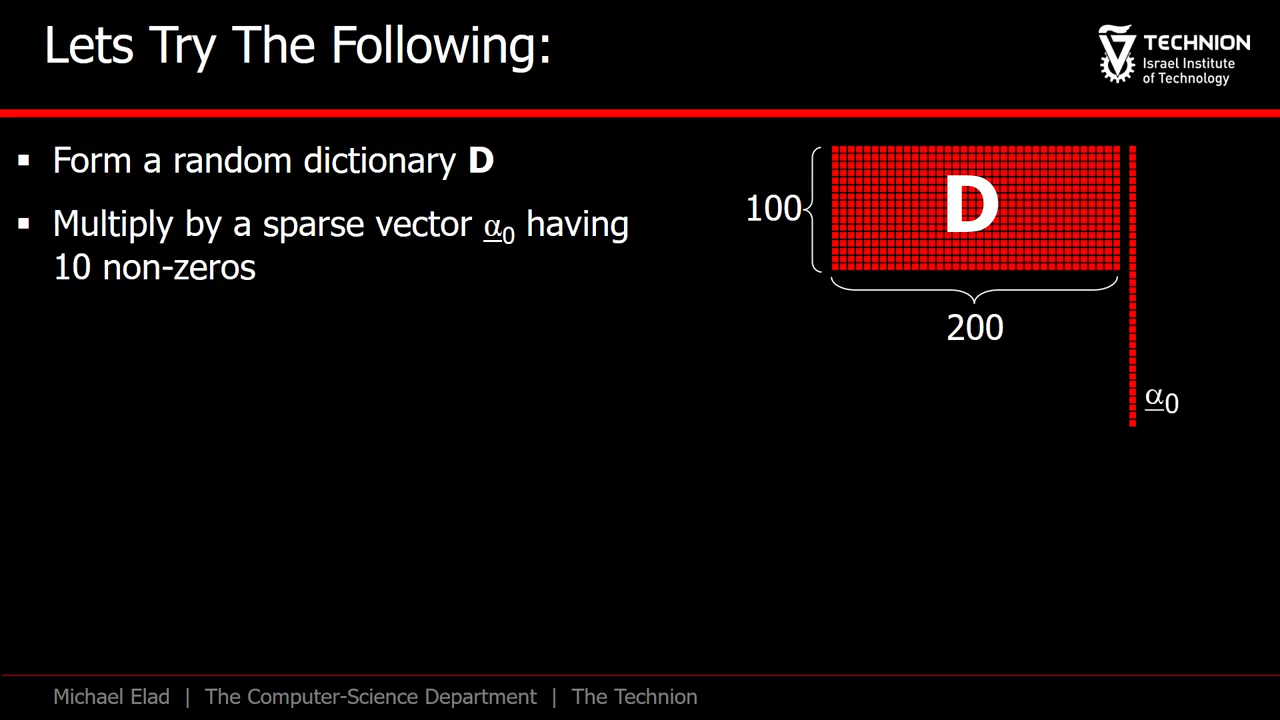 Lets Try The Following:
TECHNION
Israel Institute
of Technology
▪ Form a random dictionary D
▪ Multiply by a sparse vector α₀ having
10 non-zeros
100
D
200
α₀
Michael Elad | The Computer-Science Department | The Technion